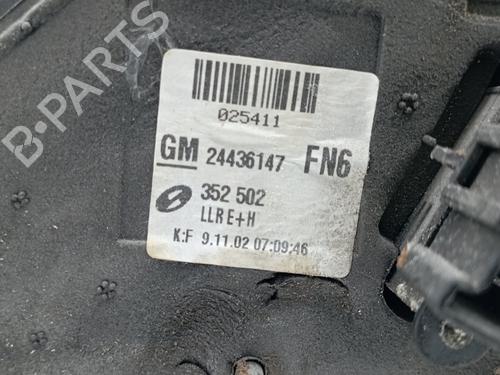 B-PARTS
025411
GM 24436147 FN6
352 502
LLRE+H
K:F 9.11.02 07:09:46